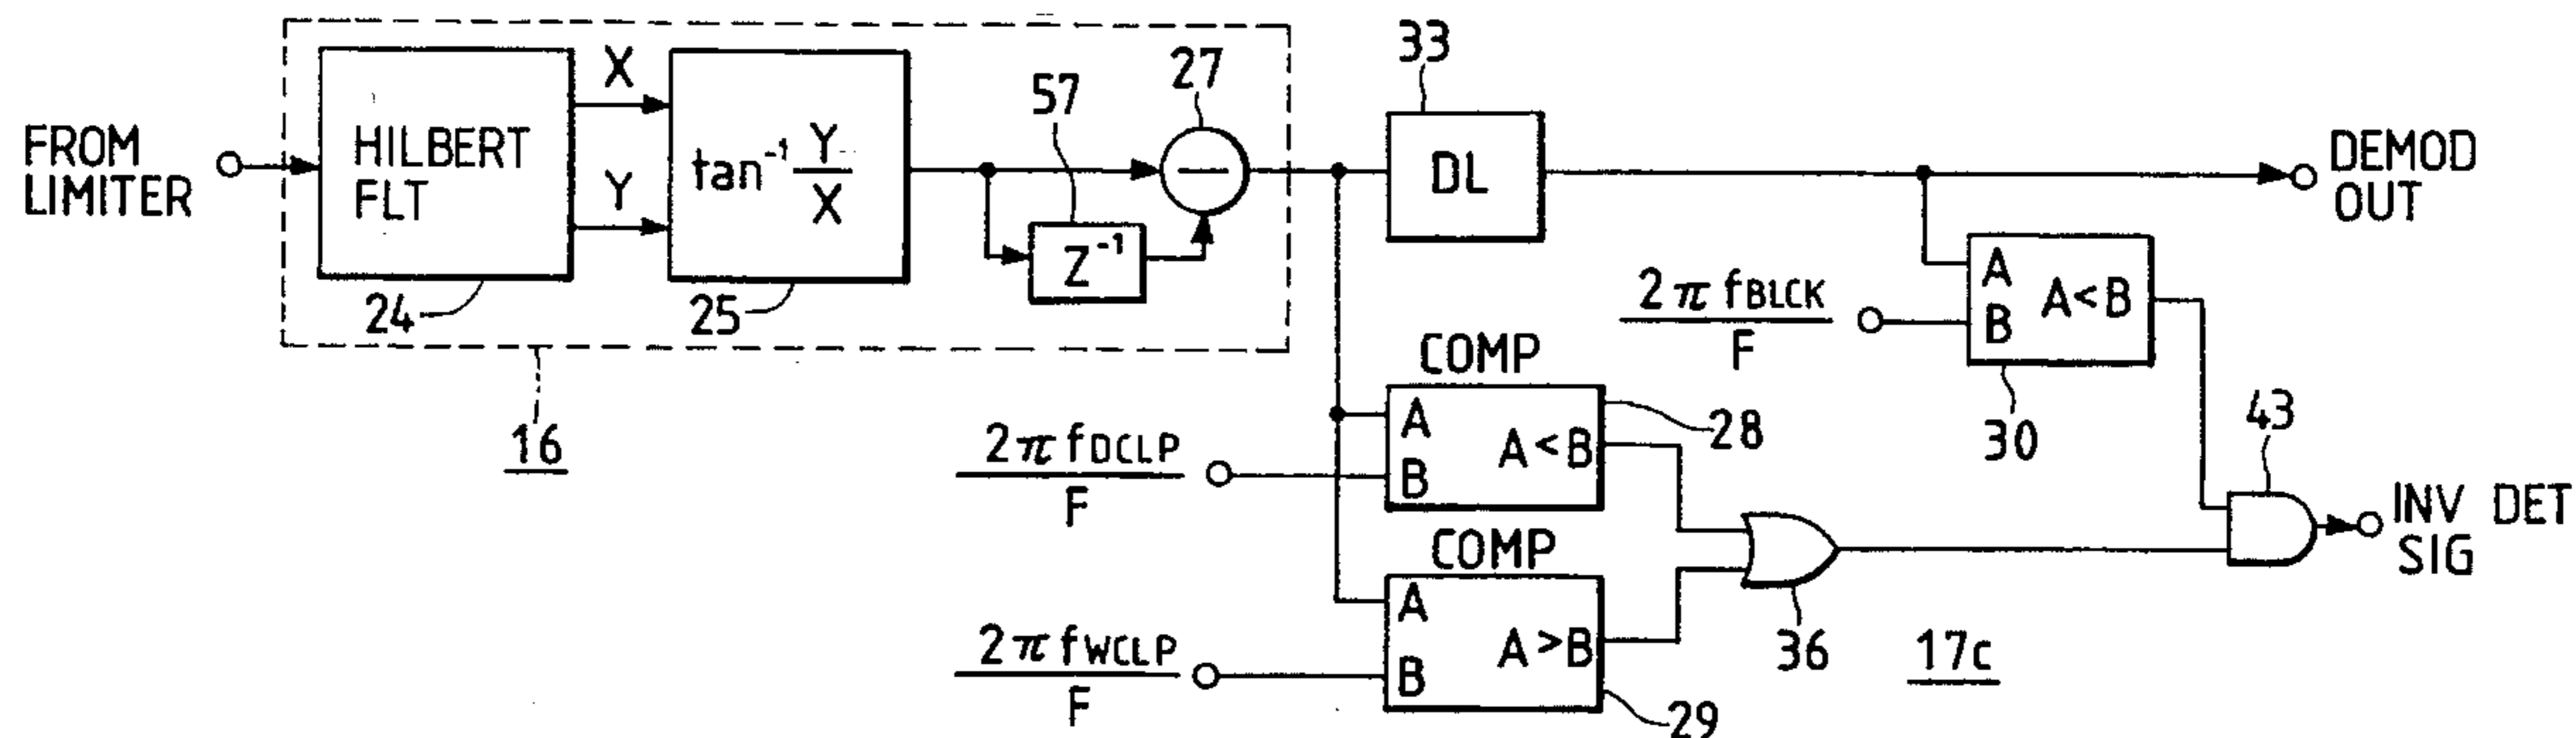 FROM
LIMITER
HILBERT
FLT
24
X
Y
tan⁻¹ Y
X
25
57
Z⁻¹
27
16
33
DL
DEMOD
OUT
2π fBLCK
F
A
B
A<B
30
COMP
2π fDCLP
F
A
B
A<B
28
COMP
2π fWCLP
F
A
B
A>B
29
36
43
INV DET
SIG
17c